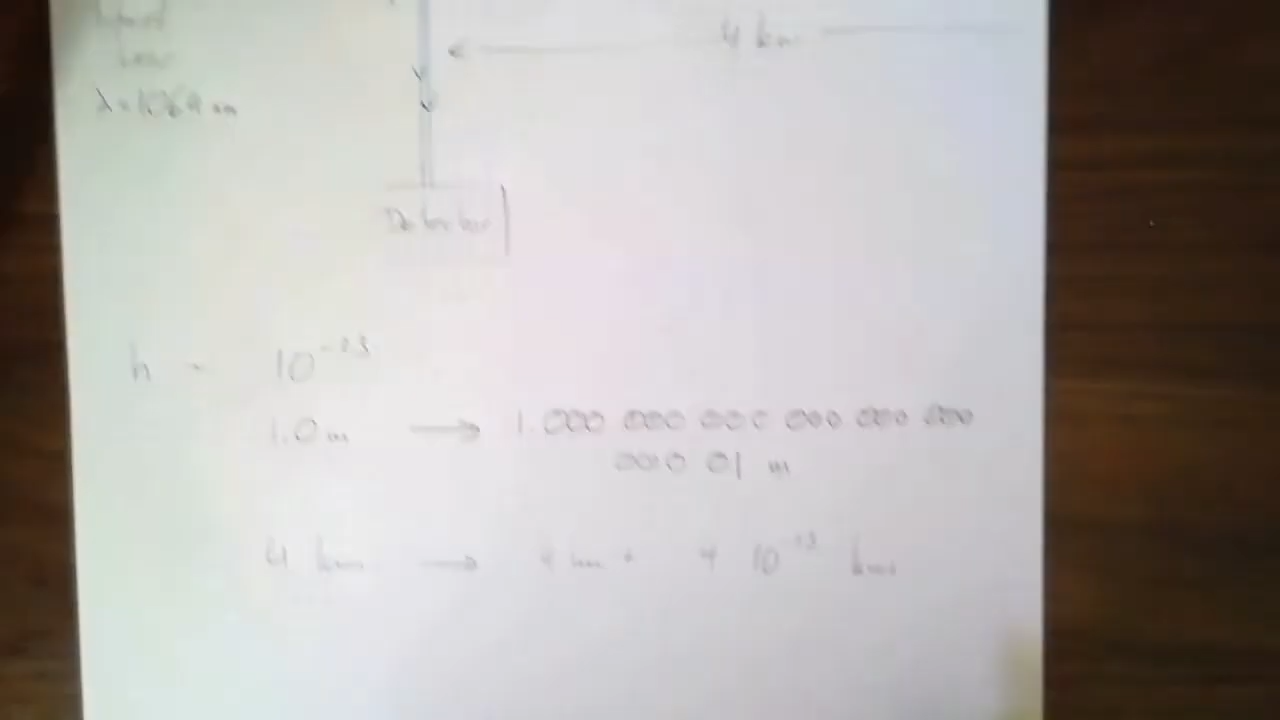 4 km
Laser
λ = 1064 nm
Detector
h ~ 10⁻²³
1.0 m → 1.000 000 000 000 000 000
000 01 m
4 km → 4 km + 4 10⁻²³ km